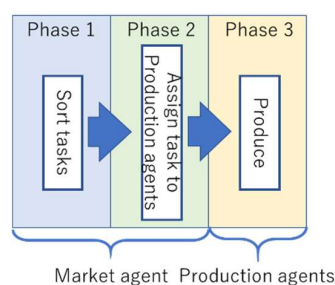 Phase 1
Phase 2
Phase 3
Sort tasks
Assign task to
Production agents
Produce
Market agent
Production agents